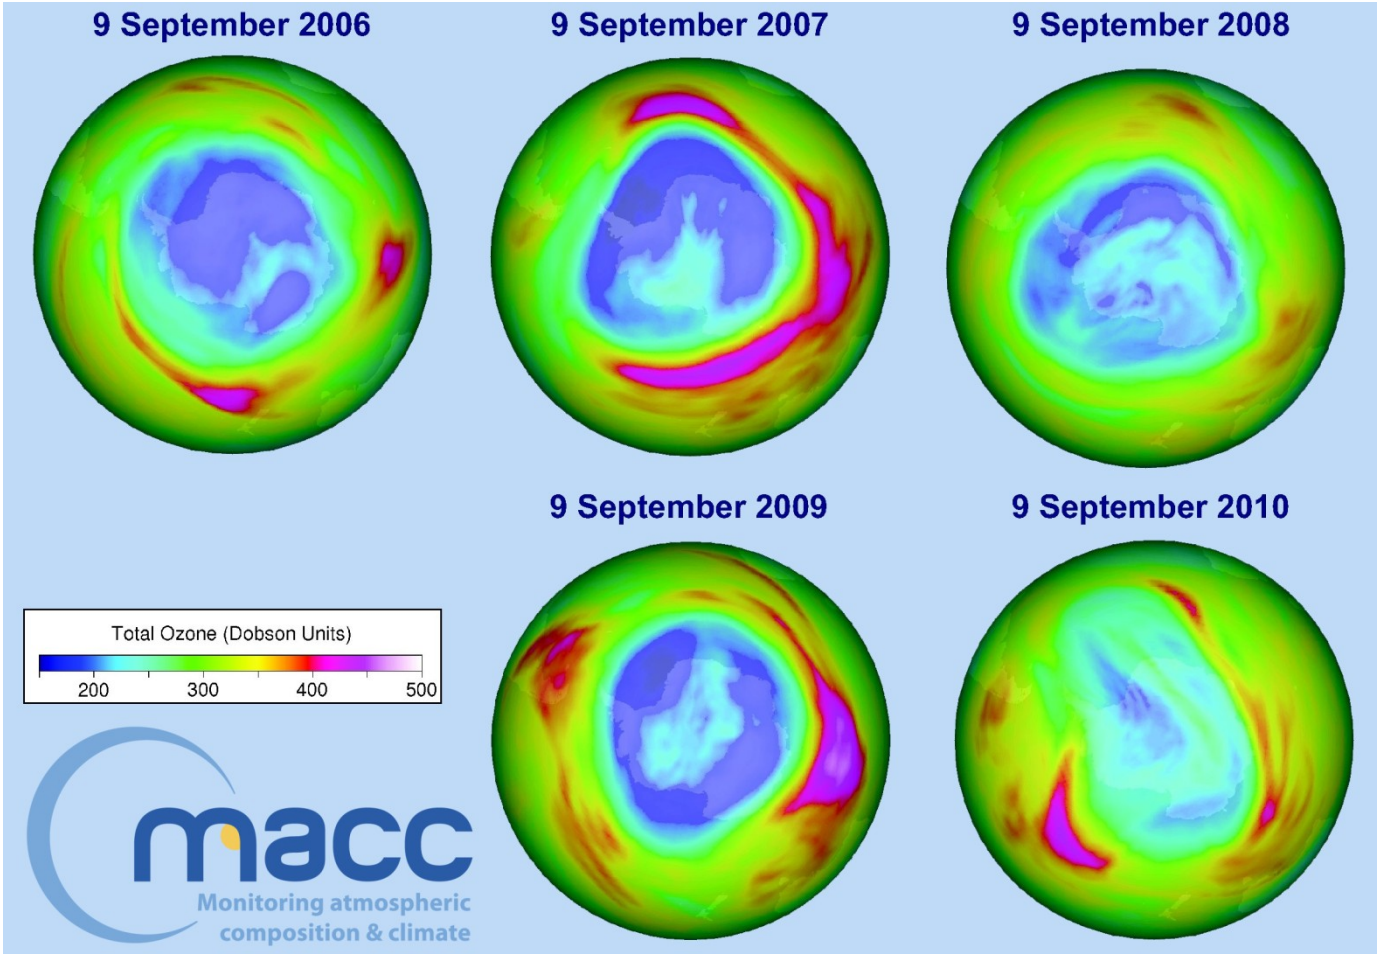 9 September 2006
9 September 2007
9 September 2008
9 September 2009
9 September 2010
Total Ozone (Dobson Units)
200 300 400 500
macc
Monitoring atmospheric
composition & climate